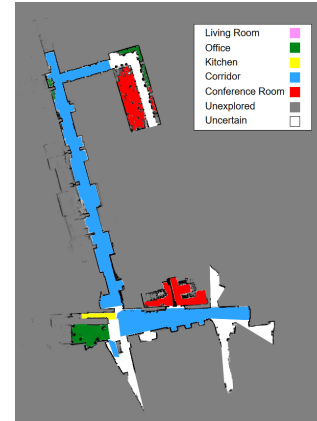 Living Room
Office
Kitchen
Corridor
Conference Room
Unexplored
Uncertain